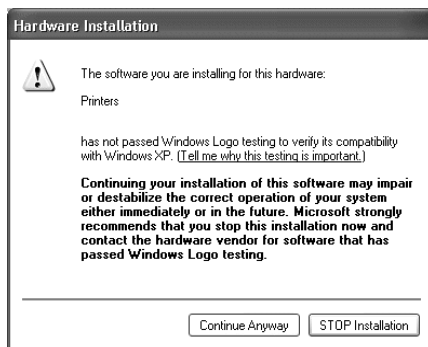 Hardware Installation
The software you are installing for this hardware:
Printers
has not passed Windows Logo testing to verify its compatibility
with Windows XP. (Tell me why this testing is important.)
Continuing your installation of this software may impair
or destabilize the correct operation of your system
either immediately or in the future. Microsoft strongly
recommends that you stop this installation now and
contact the hardware vendor for software that has
passed Windows Logo testing.
Continue Anyway STOP Installation